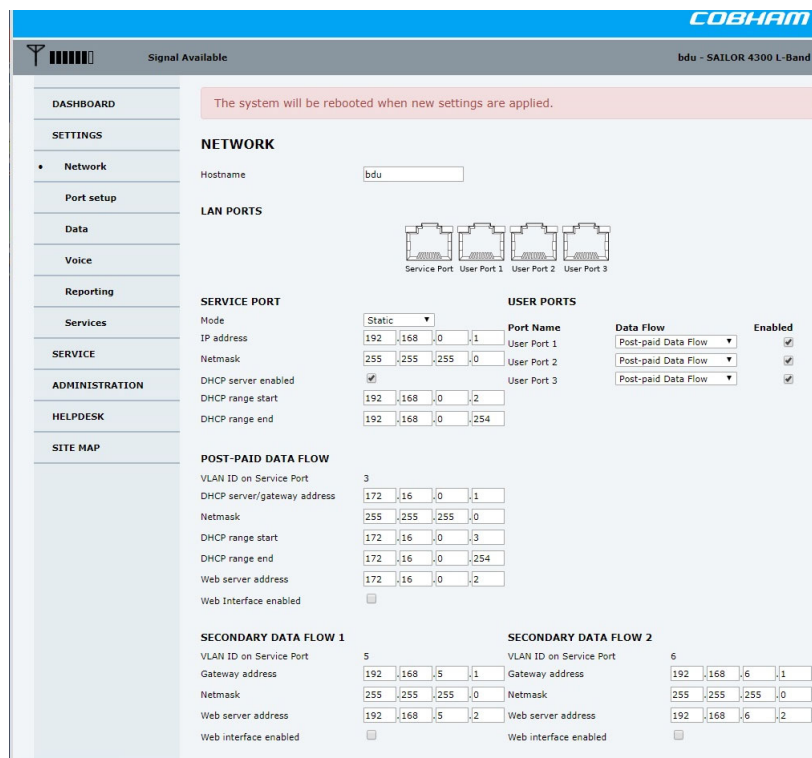 COBHAM
Signal Available
bdu - SAILOR 4300 L-Band
DASHBOARD
SETTINGS
Network
Port setup
Data
Voice
Reporting
Services
SERVICE
ADMINISTRATION
HELPDESK
SITE MAP
The system will be rebooted when new settings are applied.
NETWORK
Hostname bdu
LAN PORTS
Service Port User Port 1 User Port 2 User Port 3
SERVICE PORT
Mode Static
IP address 192 .168 .0 .1
Netmask 255 .255 .255 .0
DHCP server enabled
DHCP range start 192 .168 .0 .2
DHCP range end 192 .168 .0 .254
USER PORTS
Port Name Data Flow Enabled
User Port 1 Post-paid Data Flow
User Port 2 Post-paid Data Flow
User Port 3 Post-paid Data Flow
POST-PAID DATA FLOW
VLAN ID on Service Port 3
DHCP server/gateway address 172 .16 .0 .1
Netmask 255 .255 .255 .0
DHCP range start 172 .16 .0 .3
DHCP range end 172 .16 .0 .254
Web server address 172 .16 .0 .2
Web Interface enabled
SECONDARY DATA FLOW 1
VLAN ID on Service Port 5
Gateway address 192 .168 .5 .1
Netmask 255 .255 .255 .0
Web server address 192 .168 .5 .2
Web interface enabled
SECONDARY DATA FLOW 2
VLAN ID on Service Port 6
Gateway address 192 .168 .6 .1
Netmask 255 .255 .255 .0
Web server address 192 .168 .6 .2
Web interface enabled